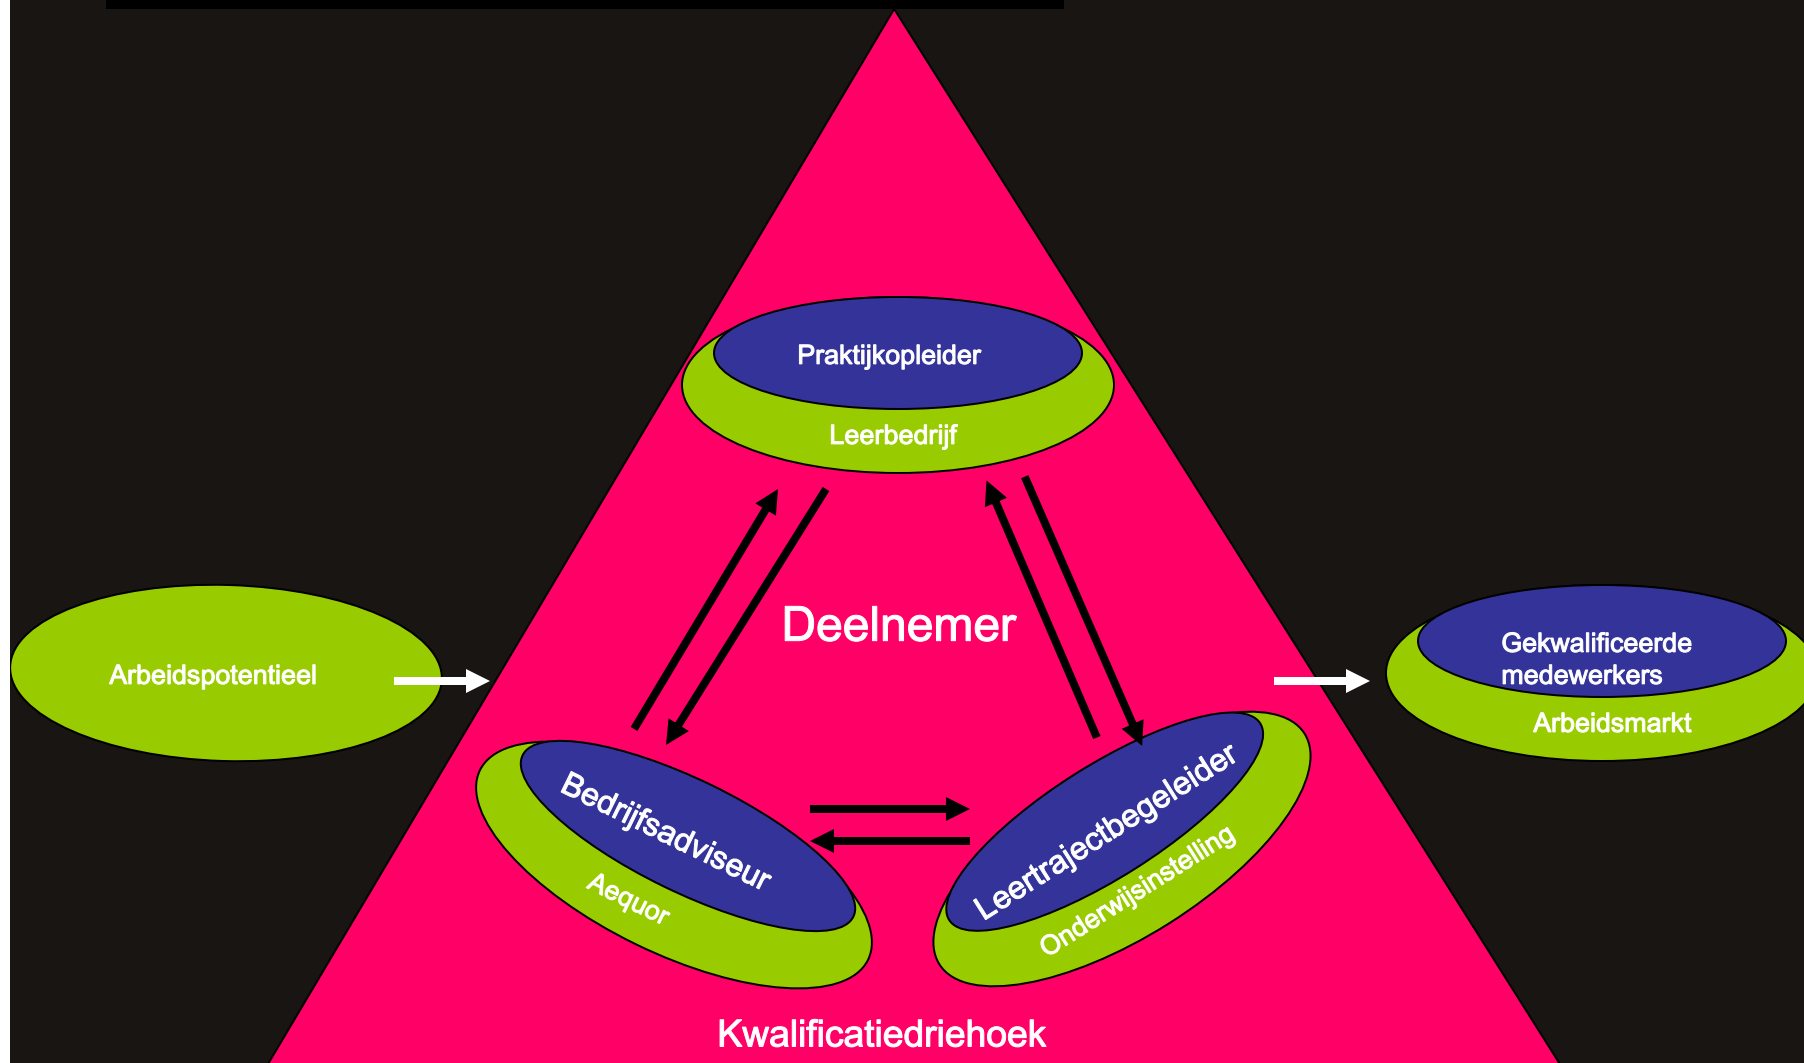 Praktijkopleider
Leerbedrijf
Deelnemer
Arbeidspotentieel
Gekwalificeerde
medewerkers
Arbeidsmarkt
Bedrijfsadviseur
Aequor
Leertrajectbegeleider
Onderwijsinstelling
Kwalificatiedriehoek